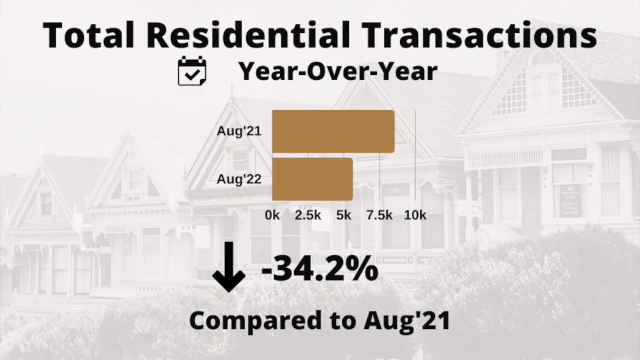 Total Residential Transactions
Year-Over-Year
Aug'21
Aug'22
0k 2.5k 5k 7.5k 10k
-34.2%
Compared to Aug'21